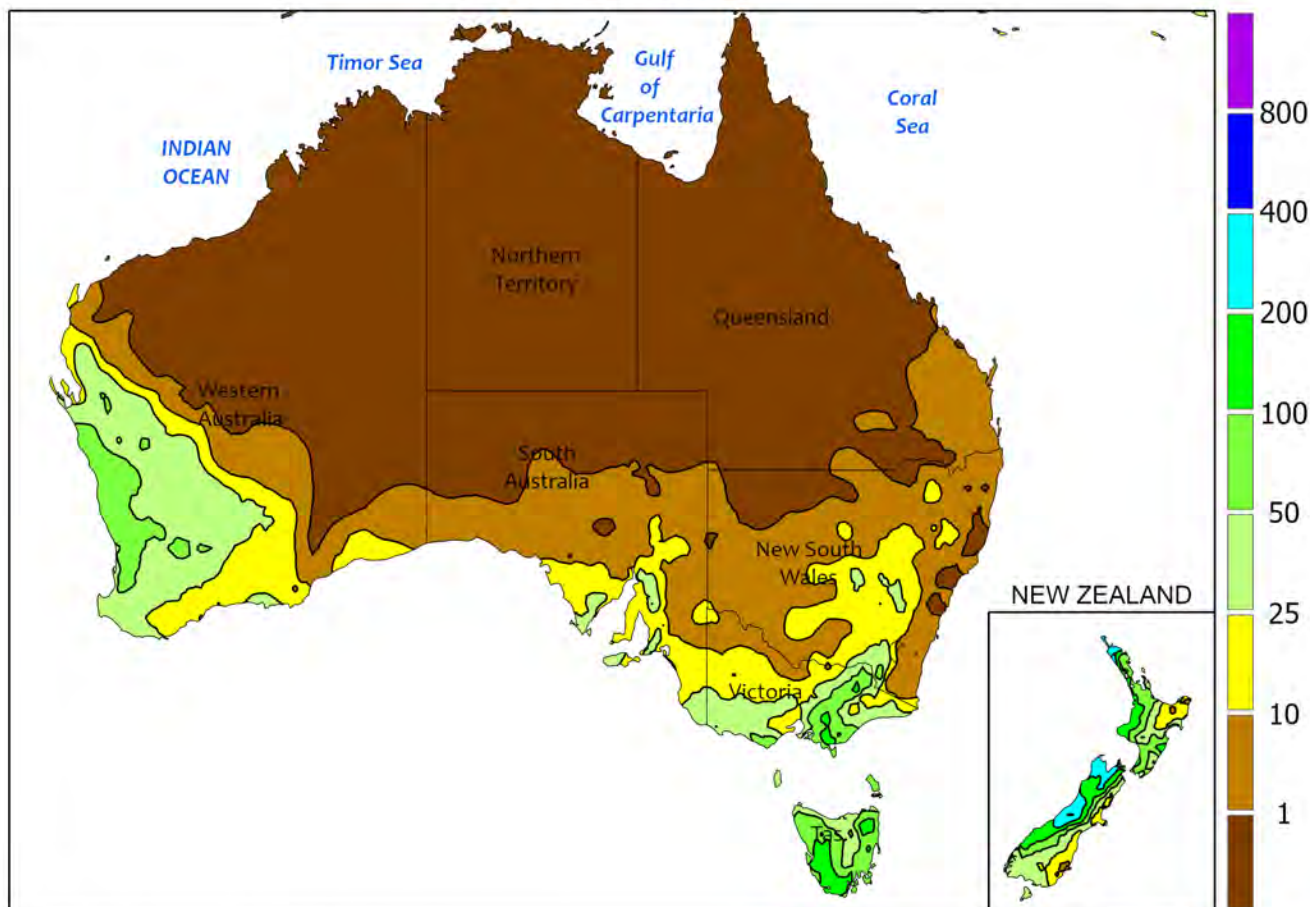 Timor Sea
Gulf
of
Carpentaria
Coral
Sea
INDIAN
OCEAN
Northern
Territory
Queensland
Western
Australia
South
Australia
New South
Wales
Victoria
Tas.
NEW ZEALAND
800
400
200
100
50
25
10
1